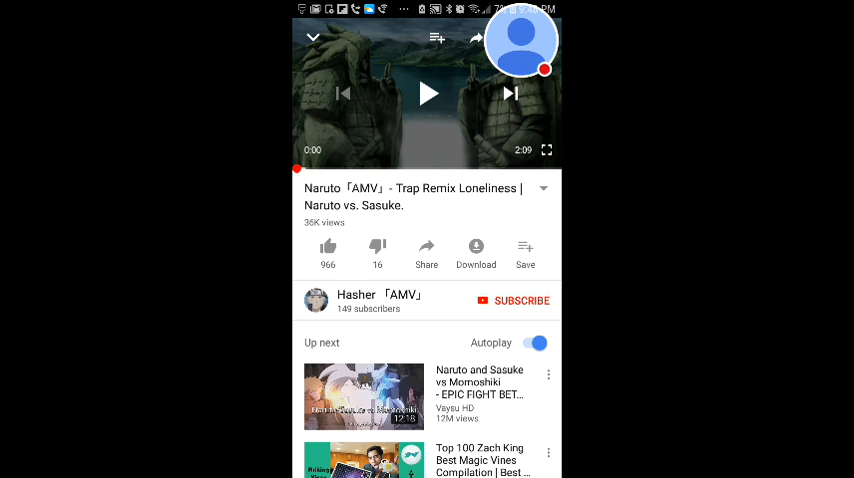 0:00
2:09
Naruto「AMV」- Trap Remix Loneliness |
Naruto vs. Sasuke.
36K views
966
16
Share
Download
Save
Hasher 「AMV」
149 subscribers
SUBSCRIBE
Up next
Autoplay
Naruto and Sasuke
vs Momoshiki
- EPIC FIGHT BET...
Vaysu HD
12M views
12:18
Top 100 Zach King
Best Magic Vines
Compilation | Best ...